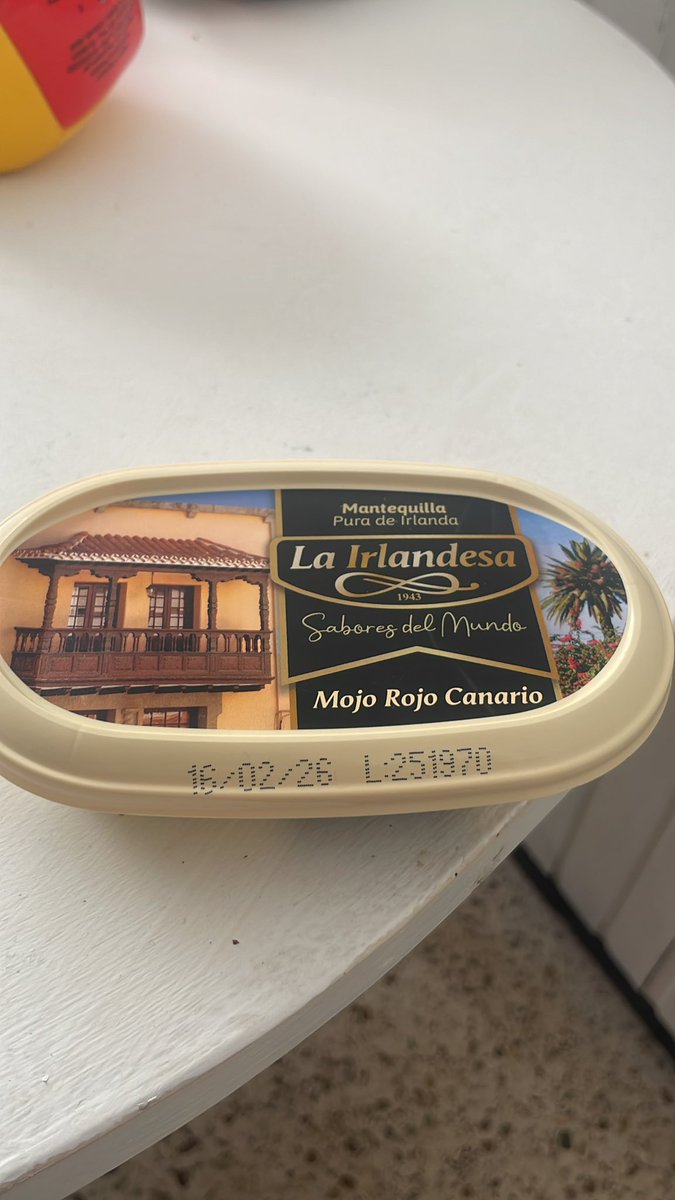 Mantequilla
Pura de Irlanda
La Irlandesa
1943
Sabores del Mundo
Mojo Rojo Canario
16/02/26 L:251970